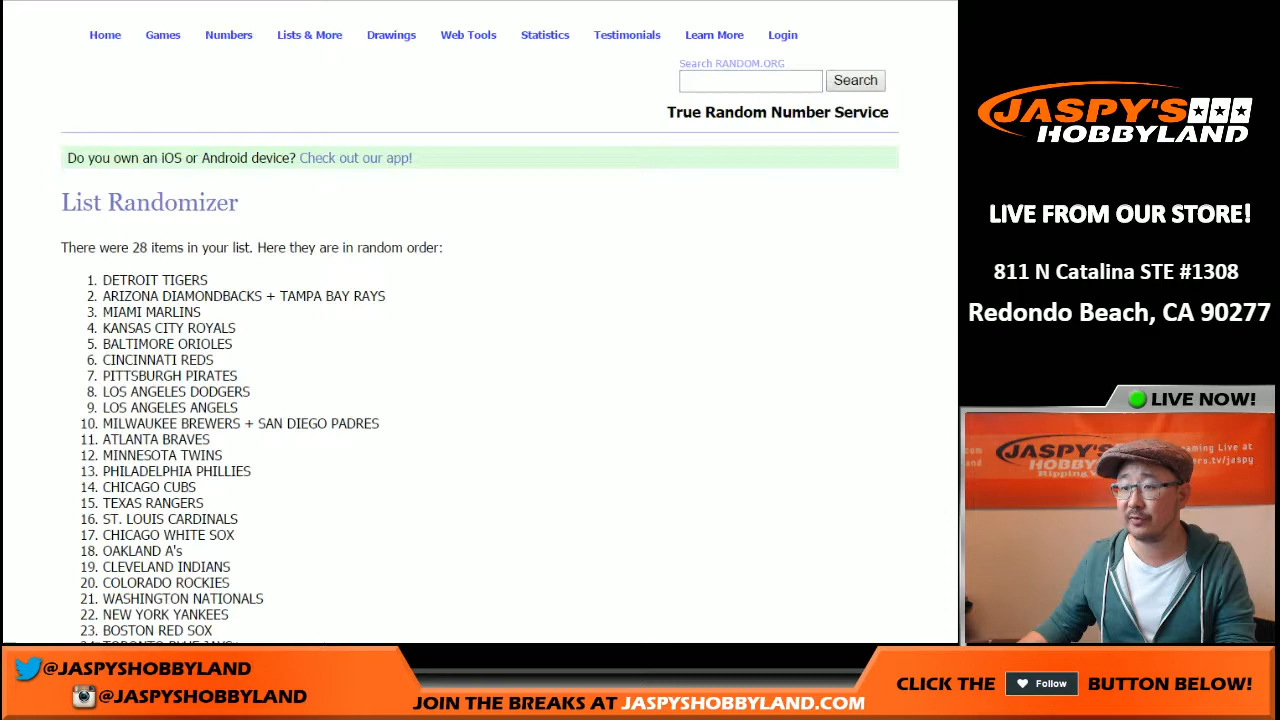 Home Games Numbers Lists & More Drawings Web Tools Statistics Testimonials Learn More Login
Search RANDOM.ORG
Search
True Random Number Service
Do you own an iOS or Android device? Check out our app!
List Randomizer
There were 28 items in your list. Here they are in random order:
1. DETROIT TIGERS
2. ARIZONA DIAMONDBACKS + TAMPA BAY RAYS
3. MIAMI MARLINS
4. KANSAS CITY ROYALS
5. BALTIMORE ORIOLES
6. CINCINNATI REDS
7. PITTSBURGH PIRATES
8. LOS ANGELES DODGERS
9. LOS ANGELES ANGELS
10. MILWAUKEE BREWERS + SAN DIEGO PADRES
11. ATLANTA BRAVES
12. MINNESOTA TWINS
13. PHILADELPHIA PHILLIES
14. CHICAGO CUBS
15. TEXAS RANGERS
16. ST. LOUIS CARDINALS
17. CHICAGO WHITE SOX
18. OAKLAND A's
19. CLEVELAND INDIANS
20. COLORADO ROCKIES
21. WASHINGTON NATIONALS
22. NEW YORK YANKEES
23. BOSTON RED SOX
JASPY'S
HOBBYLAND
LIVE FROM OUR STORE!
811 N Catalina STE #1308
Redondo Beach, CA 90277
LIVE NOW!
JASPY'S
HOBBYLAND
@JASPYSHOBBYLAND
@JASPYSHOBBYLAND
JOIN THE BREAKS AT JASPYSHOBBYLAND.COM
CLICK THE Follow BUTTON BELOW!